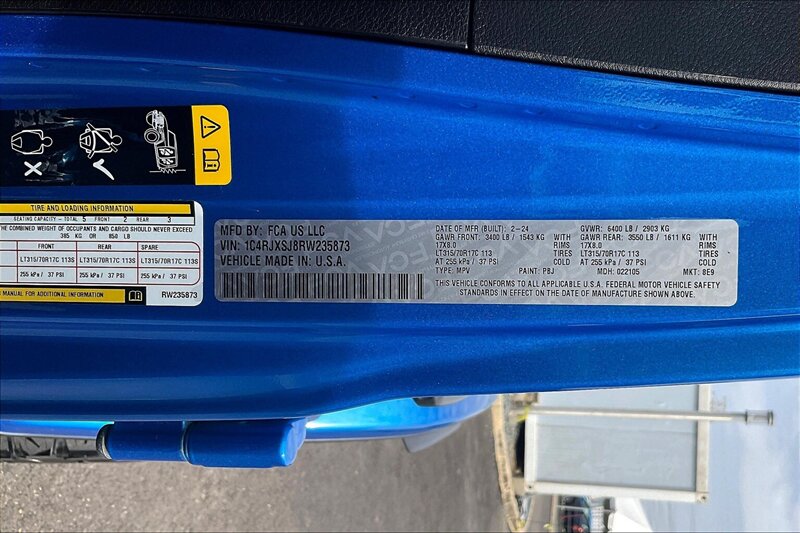 TIRE AND LOADING INFORMATION
SEATING CAPACITY - TOTAL 5 FRONT 2 REAR 3
THE COMBINED WEIGHT OF OCCUPANTS AND CARGO SHOULD NEVER EXCEED
385 KG OR 850 LB
FRONT REAR SPARE
LT315/70R17C 113S LT315/70R17C 113S LT315/70R17C 113S
255 kPa / 37 PSI 255 kPa / 37 PSI 255 kPa / 37 PSI
MANUAL FOR ADDITIONAL INFORMATION
RW235873
MFD BY: FCA US LLC
VIN: 1C4RJXSJ8RW235873
VEHICLE MADE IN U.S.A.
DATE OF MFR (BUILT): 2-24 GVWR: 6400 LB / 2903 KG
GAWR FRONT: 3400 LB / 1543 KG GAWR REAR: 3550 LB / 1611 KG
17X8.0 RIMS 17X8.0 RIMS
LT315/70R17C 113 TIRES LT315/70R17C 113 TIRES
AT 255 kPa / 37 PSI COLD AT 255 kPa / 37 PSI COLD
TYPE: MPV PAINT: PBJ MDH: 022105 MKT: 8E9
THIS VEHICLE CONFORMS TO ALL APPLICABLE U.S.A. FEDERAL MOTOR VEHICLE SAFETY
STANDARDS IN EFFECT ON THE DATE OF MANUFACTURE SHOWN ABOVE.